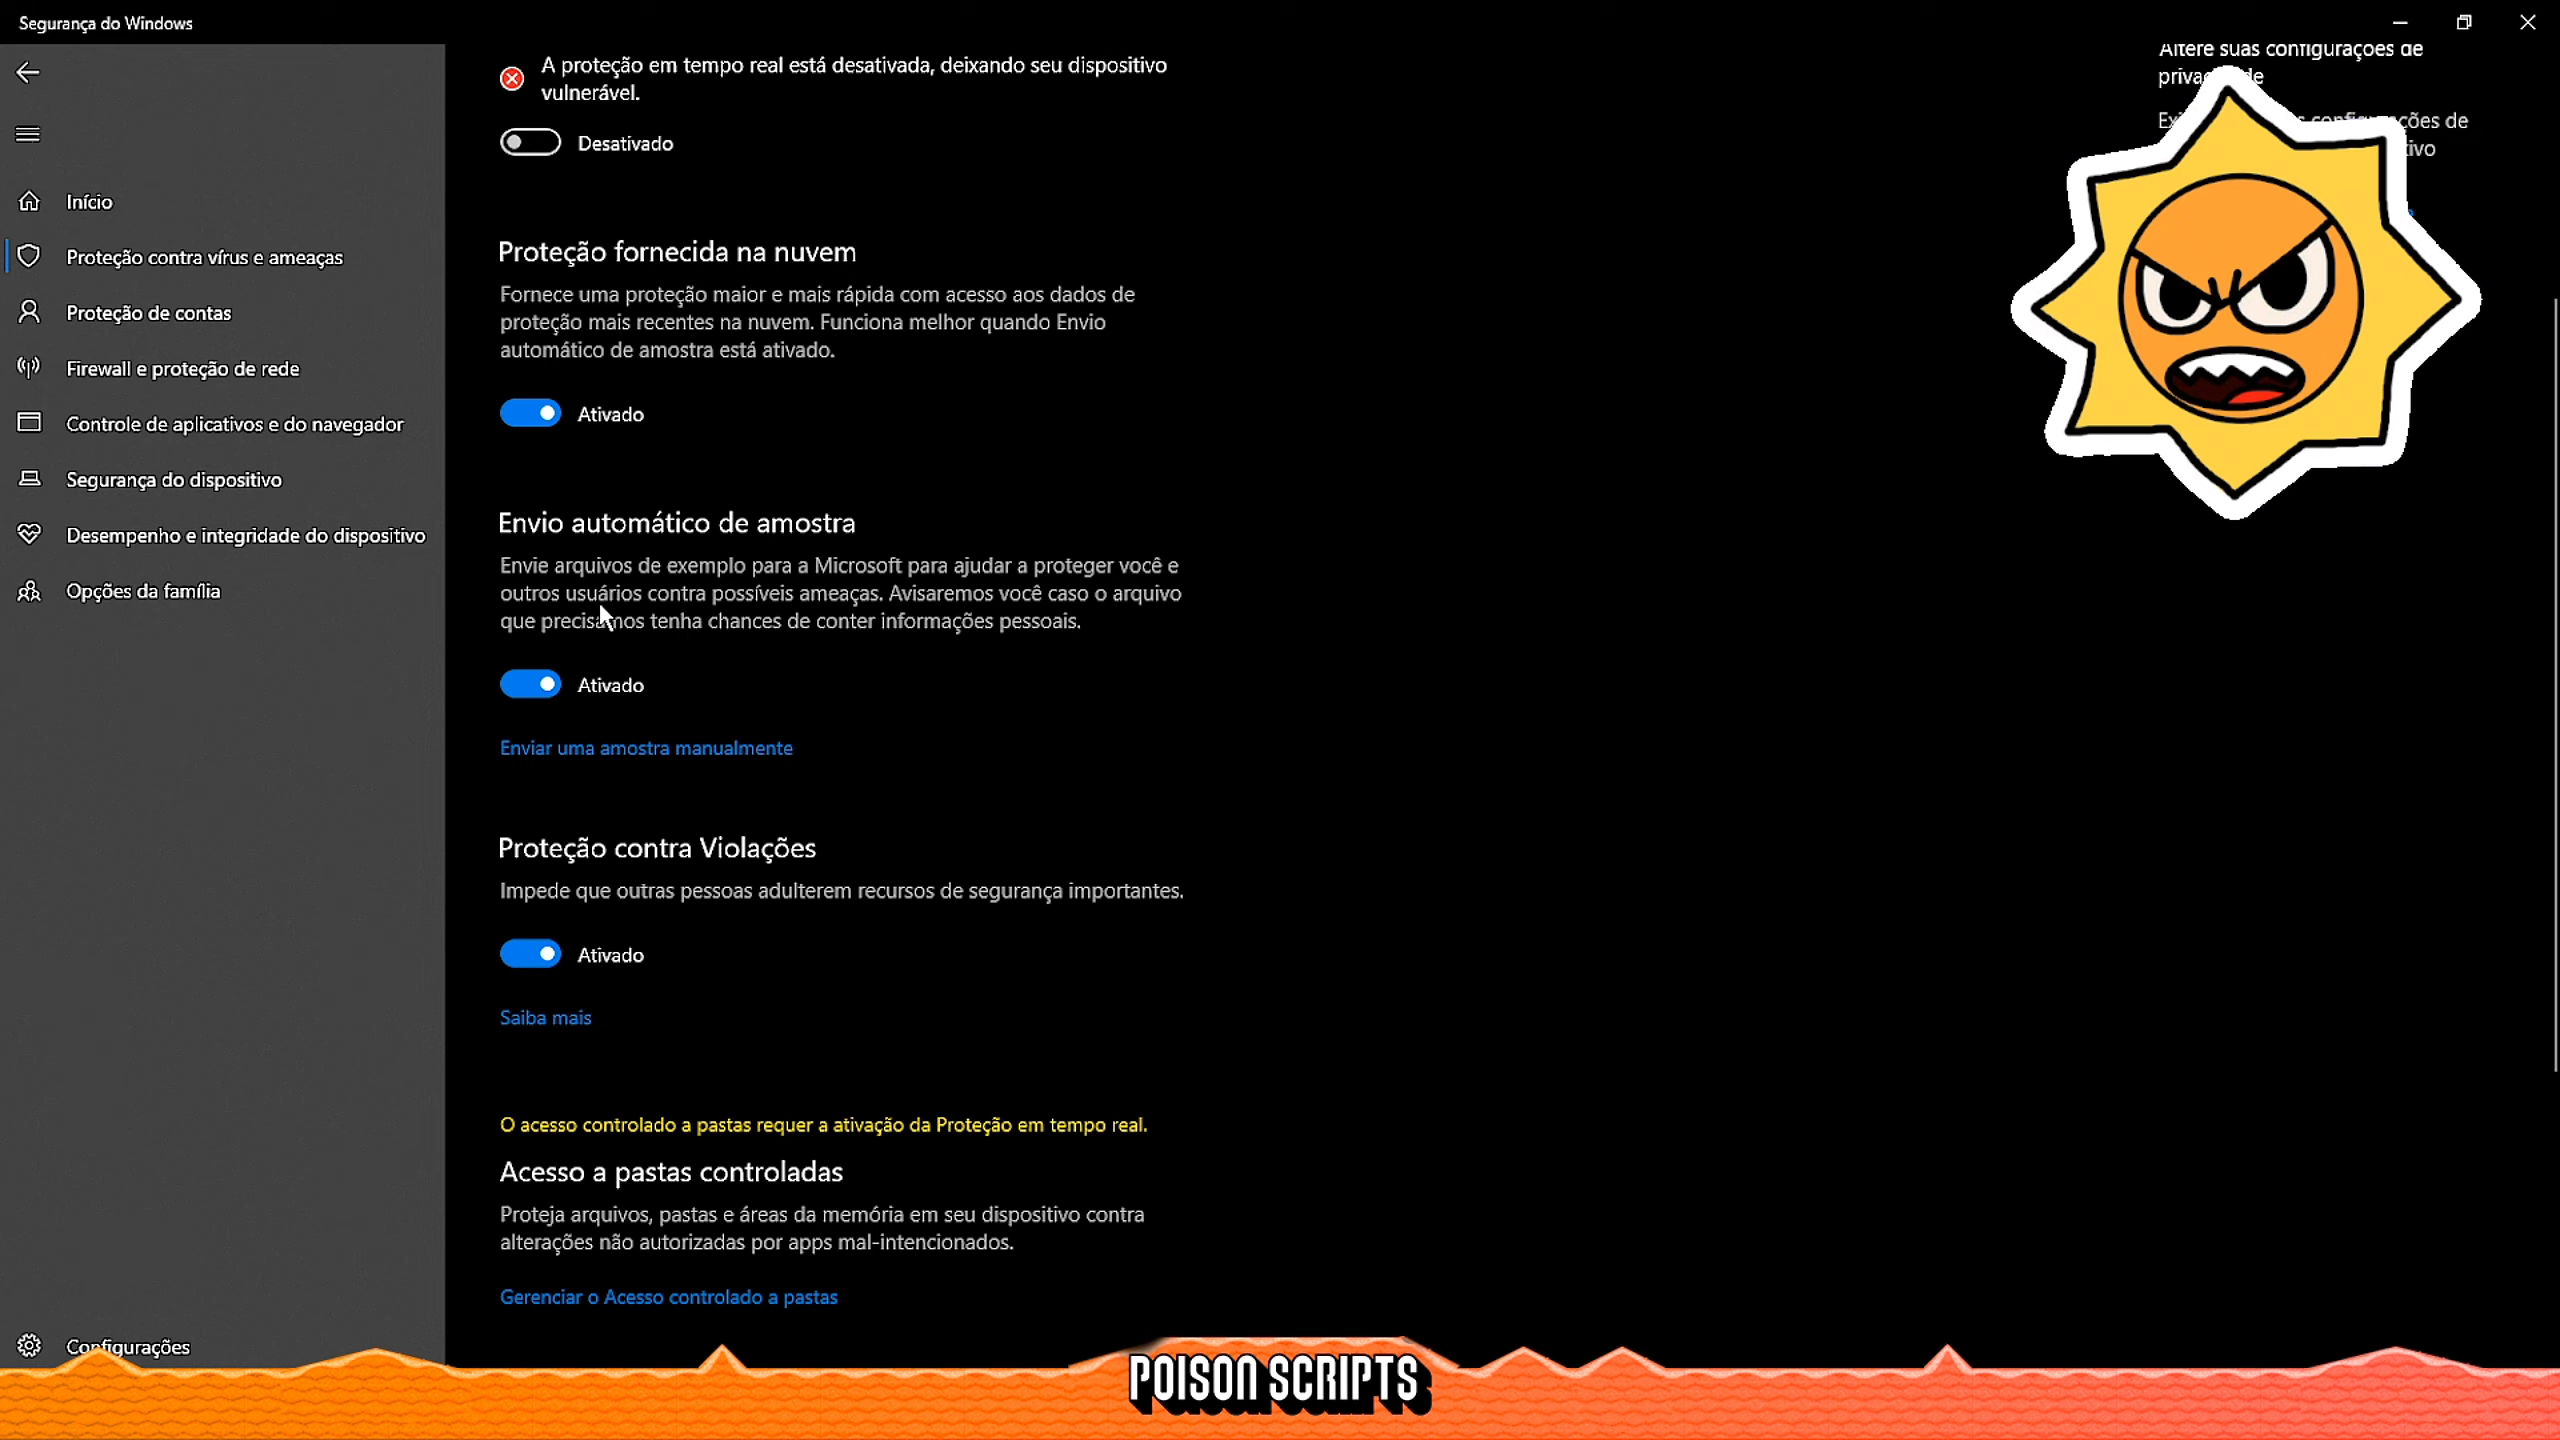 Segurança do Windows
A proteção em tempo real está desativada, deixando seu dispositivo
vulnerável.
Desativado
Início
Proteção contra vírus e ameaças
Proteção de contas
Firewall e proteção de rede
Controle de aplicativos e do navegador
Segurança do dispositivo
Desempenho e integridade do dispositivo
Opções da família
Configurações
Proteção fornecida na nuvem
Fornece uma proteção maior e mais rápida com acesso aos dados de
proteção mais recentes na nuvem. Funciona melhor quando Envio
automático de amostra está ativado.
Ativado
Envio automático de amostra
Envie arquivos de exemplo para a Microsoft para ajudar a proteger você e
outros usuários contra possíveis ameaças. Avisaremos você caso o arquivo
que precisamos tenha chances de conter informações pessoais.
Ativado
Enviar uma amostra manualmente
Proteção contra Violações
Impede que outras pessoas adulterem recursos de segurança importantes.
Ativado
Saiba mais
O acesso controlado a pastas requer a ativação da Proteção em tempo real.
Acesso a pastas controladas
Proteja arquivos, pastas e áreas da memória em seu dispositivo contra
alterações não autorizadas por apps mal-intencionados.
Gerenciar o Acesso controlado a pastas
Altere suas configurações de
de
POISON SCRIPTS